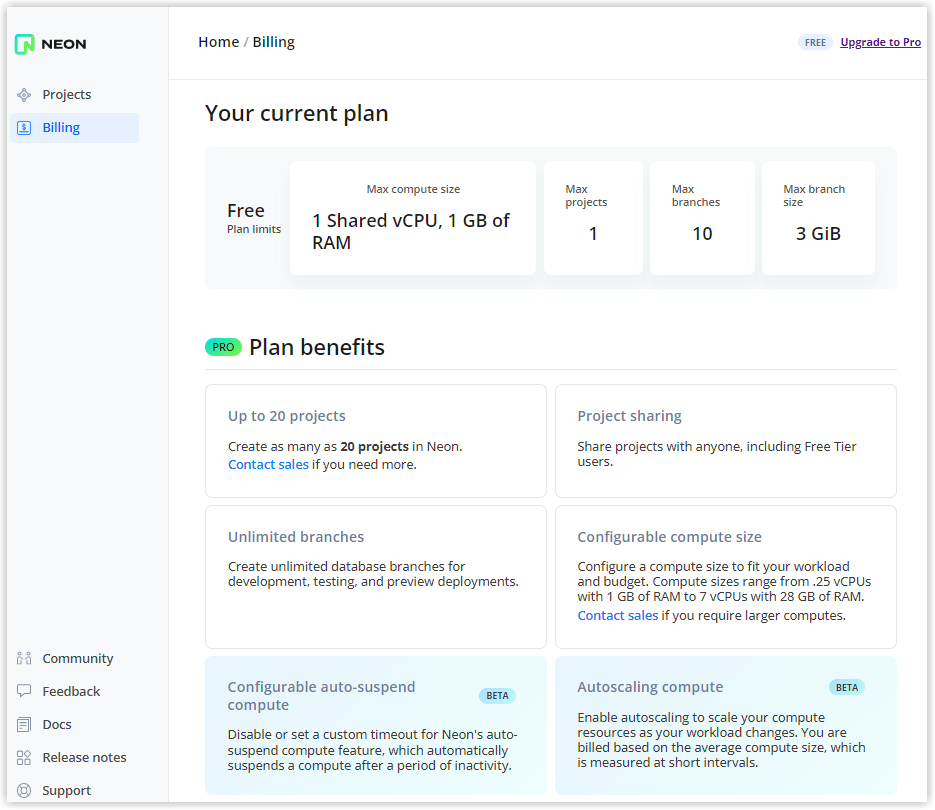 NEON
Home / Billing
FREE
Upgrade to Pro
Projects
Billing
Your current plan
Free
Plan limits
Max compute size
1 Shared vCPU, 1 GB of
RAM
Max
projects
1
Max
branches
10
Max branch
size
3 GiB
PRO Plan benefits
Up to 20 projects
Create as many as 20 projects in Neon.
Contact sales if you need more.
Project sharing
Share projects with anyone, including Free Tier
users.
Unlimited branches
Create unlimited database branches for
development, testing, and preview deployments.
Configurable compute size
Configure a compute size to fit your workload
and budget. Compute sizes range from .25 vCPUs
with 1 GB of RAM to 7 vCPUs with 28 GB of RAM.
Contact sales if you require larger computes.
Configurable auto-suspend
compute
BETA
Disable or set a custom timeout for Neon's auto-
suspend compute feature, which automatically
suspends a compute after a period of inactivity.
Autoscaling compute
BETA
Enable autoscaling to scale your compute
resources as your workload changes. You are
billed based on the average compute size, which
is measured at short intervals.
Community
Feedback
Docs
Release notes
Support